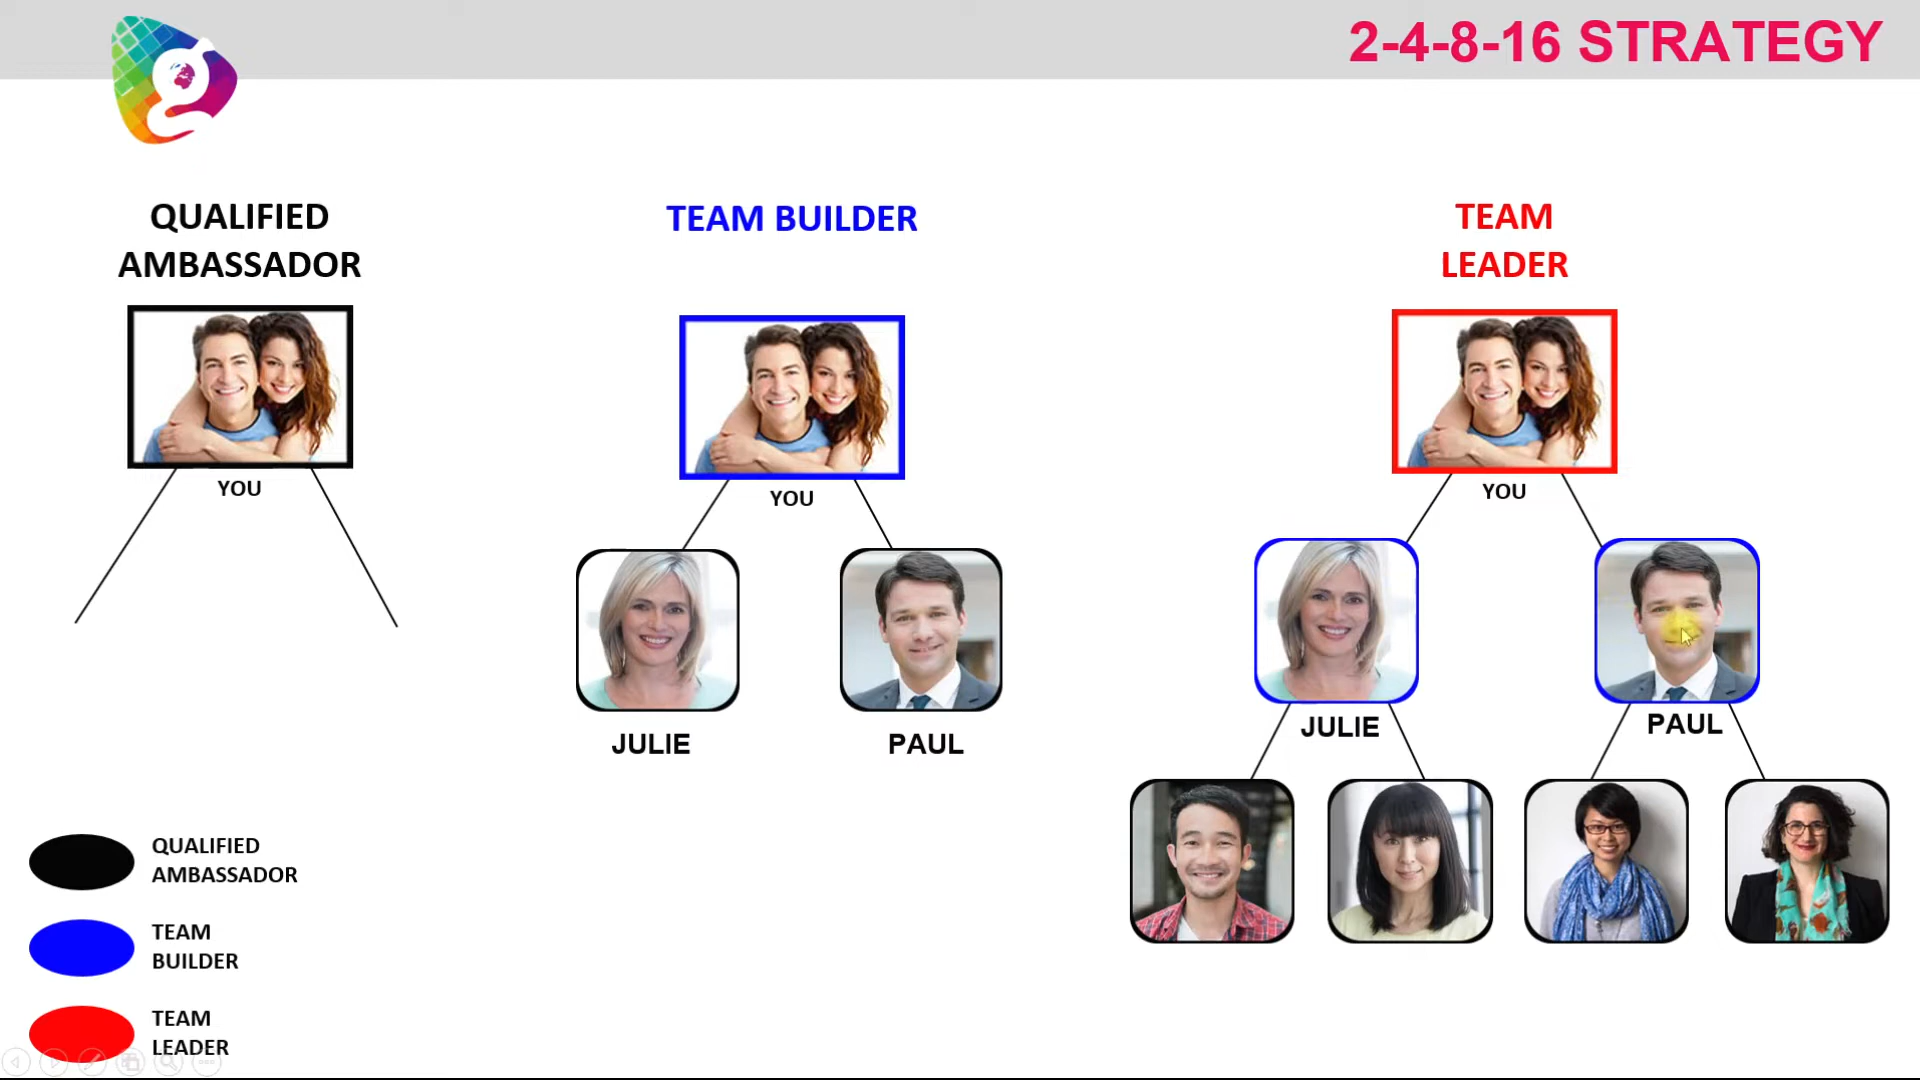 2-4-8-16 STRATEGY
QUALIFIED
AMBASSADOR
YOU
TEAM BUILDER
YOU
JULIE
PAUL
TEAM
LEADER
YOU
JULIE
PAUL
QUALIFIED
AMBASSADOR
TEAM
BUILDER
TEAM
LEADER